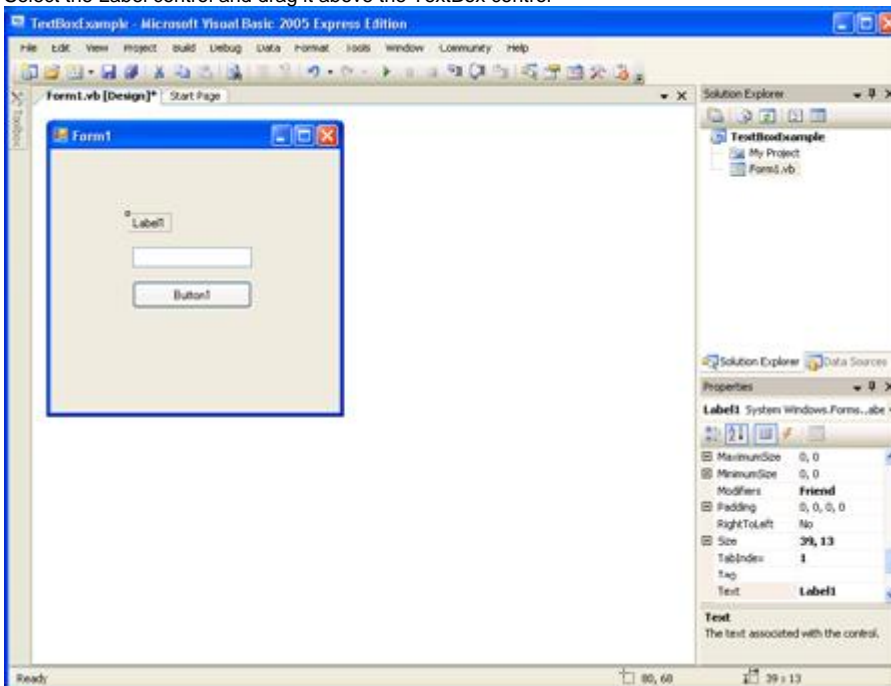 Select the Label control and drag it above the TextBox control
TextBoxExample - Microsoft Visual Basic 2005 Express Edition
File Edit View Project Build Debug Data Format Tools Window Community Help
Form1.vb [Design]* Start Page
Solution Explorer
Toolbox
TextBoxExample
My Project
Form1.vb
Form1
Label1
Button1
Solution Explorer Data Sources
Properties
Label1 System.Windows.Forms..abe
MaximumSize 0, 0
MinimumSize 0, 0
Modifiers Friend
Padding 0, 0, 0, 0
RightToLeft No
Size 39, 13
TabIndex 1
Tag
Text Label1
Text
The text associated with the control.
Ready 80, 60 39 x 13